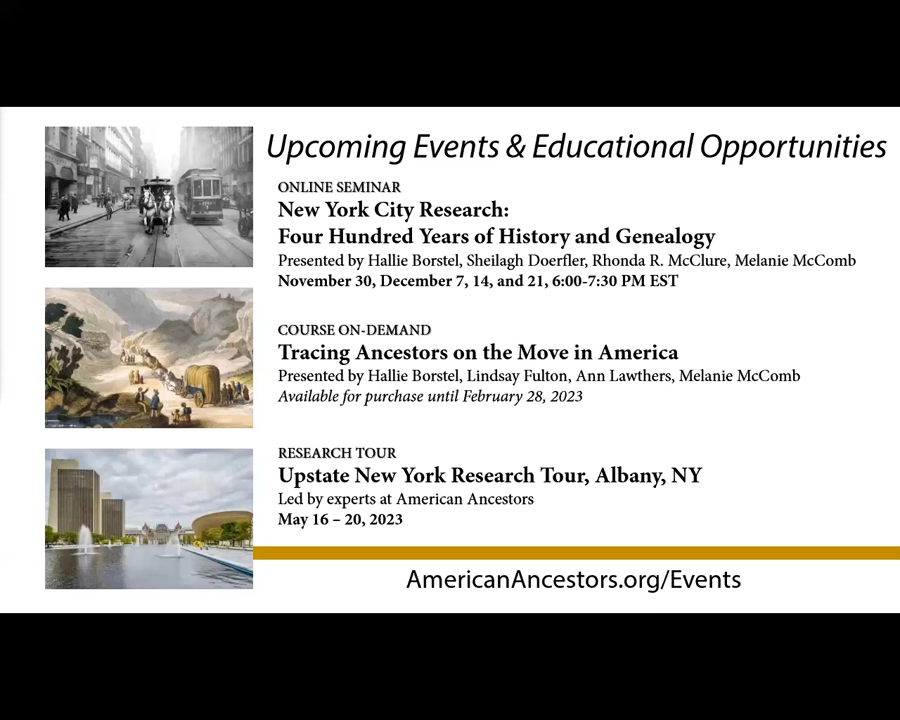 Upcoming Events & Educational Opportunities
ONLINE SEMINAR
New York City Research:
Four Hundred Years of History and Genealogy
Presented by Hallie Borstel, Sheilagh Doerfler, Rhonda R. McClure, Melanie McComb
November 30, December 7, 14, and 21, 6:00-7:30 PM EST
COURSE ON-DEMAND
Tracing Ancestors on the Move in America
Presented by Hallie Borstel, Lindsay Fulton, Ann Lawthers, Melanie McComb
Available for purchase until February 28, 2023
RESEARCH TOUR
Upstate New York Research Tour, Albany, NY
Led by experts at American Ancestors
May 16 – 20, 2023
AmericanAncestors.org/Events